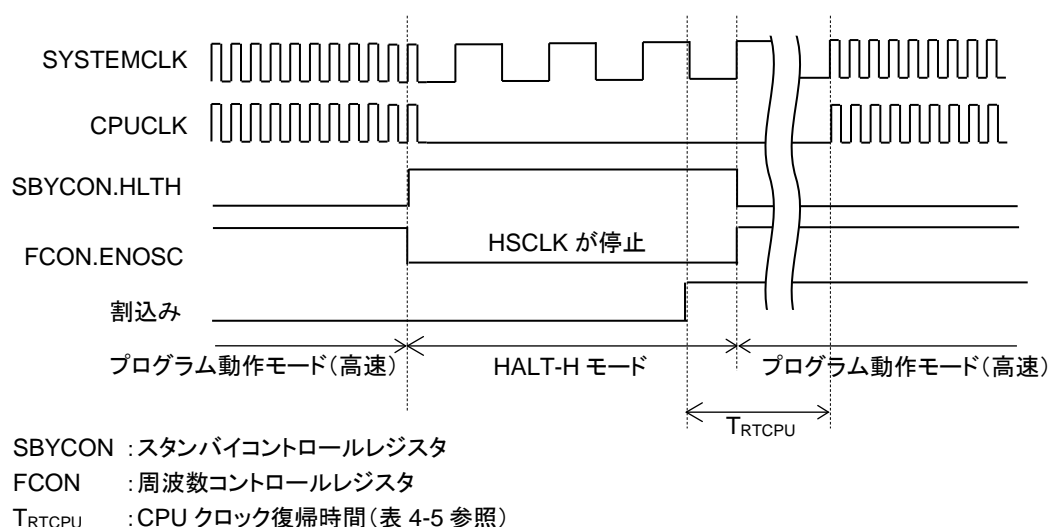 SYSTEMCLK
CPUCLK
SBYCON.HLTH
FCON.ENOSC
HSCLK が停止
割込み
プログラム動作モード(高速)
HALT-H モード
プログラム動作モード(高速)
TRTCPU
SBYCON :スタンバイコントロールレジスタ
FCON :周波数コントロールレジスタ
TRTCPU :CPU クロック復帰時間(表 4-5 参照)